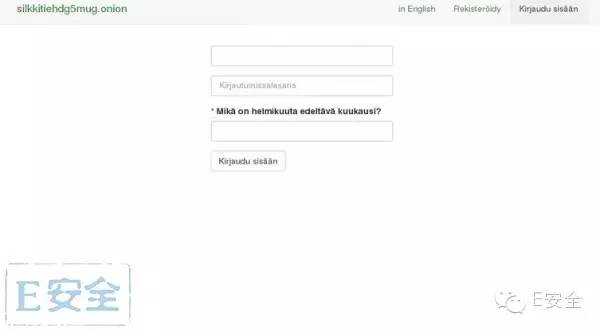 silkkitiehdg5mug.onion in English Rekisteröidy Kirjaudu sisään
Kirjautumissalasana
* Mikä on helmikuuta edeltävä kuukausi?
Kirjaudu sisään
E安全
E安全